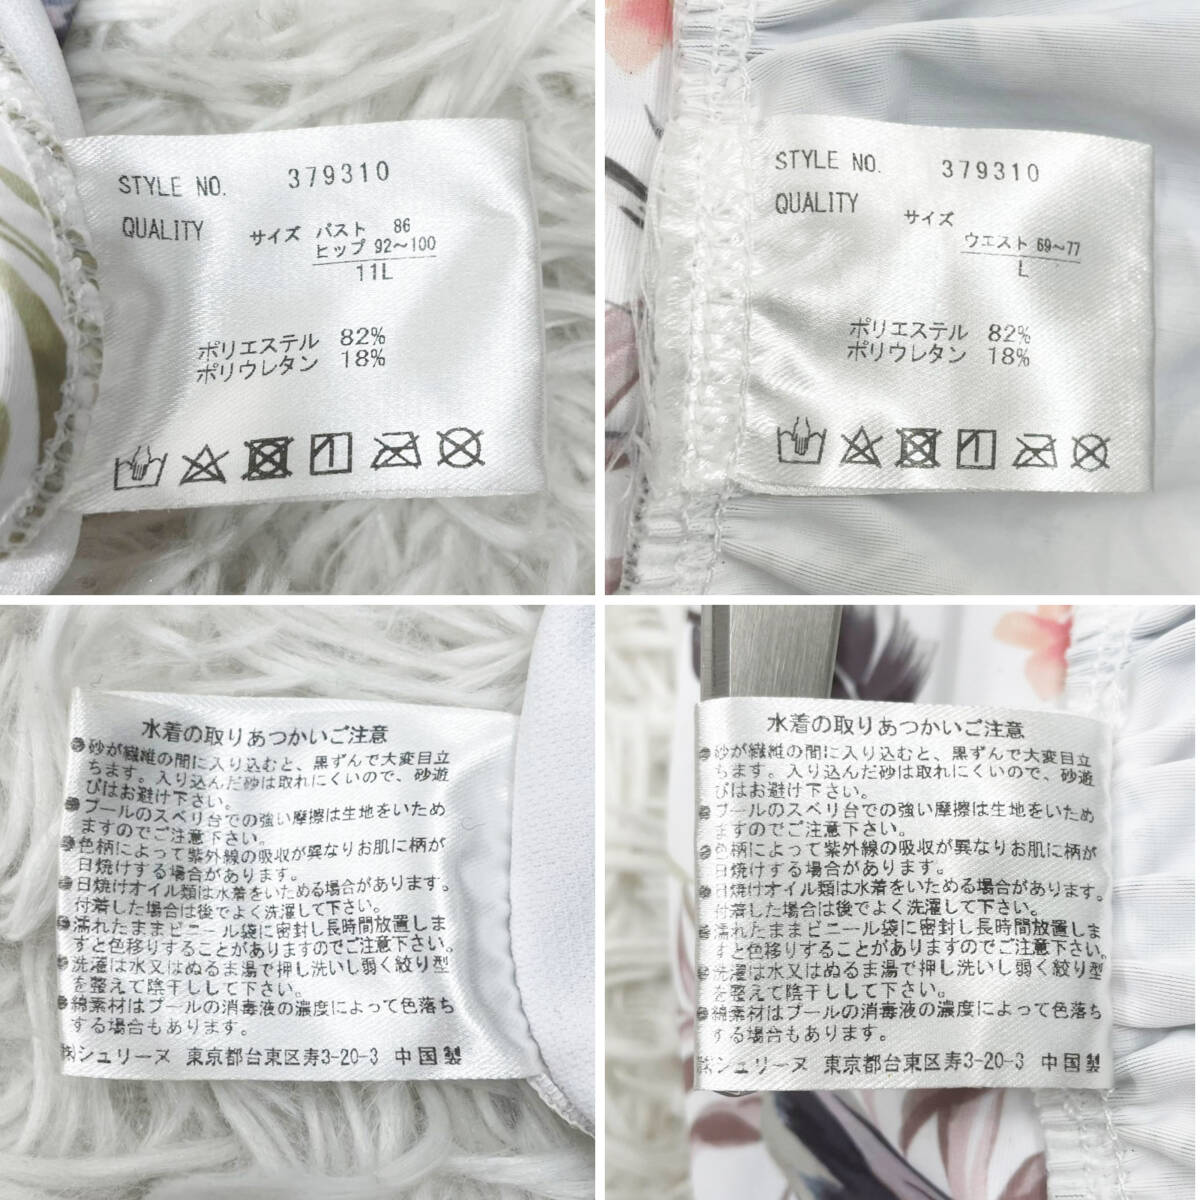 STYLE NO. 379310
QUALITY サイズ バスト 86
ヒップ 92～100
11L
ポリエステル 82%
ポリウレタン 18%
STYLE NO. 379310
QUALITY サイズ
ウエスト 69～77
L
ポリエステル 82%
ポリウレタン 18%
水着の取りあつかいご注意
●砂が繊維の間に入り込むと、黒ずんで大変目立
ちます。入り込んだ砂は取れにくいので、砂遊
びはお避け下さい。
●プールのスベリ台での強い摩擦は生地をいため
ますのでご注意下さい。
●色柄によって紫外線の吸収が異なりお肌に柄が
日焼けする場合があります。
●日焼けオイル類は水着をいためる場合があります。
付着した場合は後でよく洗濯して下さい。
●濡れたままビニール袋に密封し長時間放置しま
すと色移りすることがありますのでご注意下さい。
●洗濯は水又はぬるま湯で押し洗いし弱く絞り型
を整えて陰干しして下さい。
●綿素材はプールの消毒液の濃度によって色落ち
する場合もあります。
㈱シュリーヌ 東京都台東区寿3-20-3 中国製
水着の取りあつかいご注意
●砂が繊維の間に入り込むと、黒ずんで大変目立
ちます。入り込んだ砂は取れにくいので、砂遊
びはお避け下さい。
●プールのスベリ台での強い摩擦は生地をいため
ますのでご注意下さい。
●色柄によって紫外線の吸収が異なりお肌に柄が
日焼けする場合があります。
●日焼けオイル類は水着をいためる場合があります。
付着した場合は後でよく洗濯して下さい。
●濡れたままビニール袋に密封し長時間放置しま
すと色移りすることがありますのでご注意下さい。
●洗濯は水又はぬるま湯で押し洗いし弱く絞り型
を整えて陰干しして下さい。
●綿素材はプールの消毒液の濃度によって色落ち
する場合もあります。
㈱シュリーヌ 東京都台東区寿3-20-3 中国製